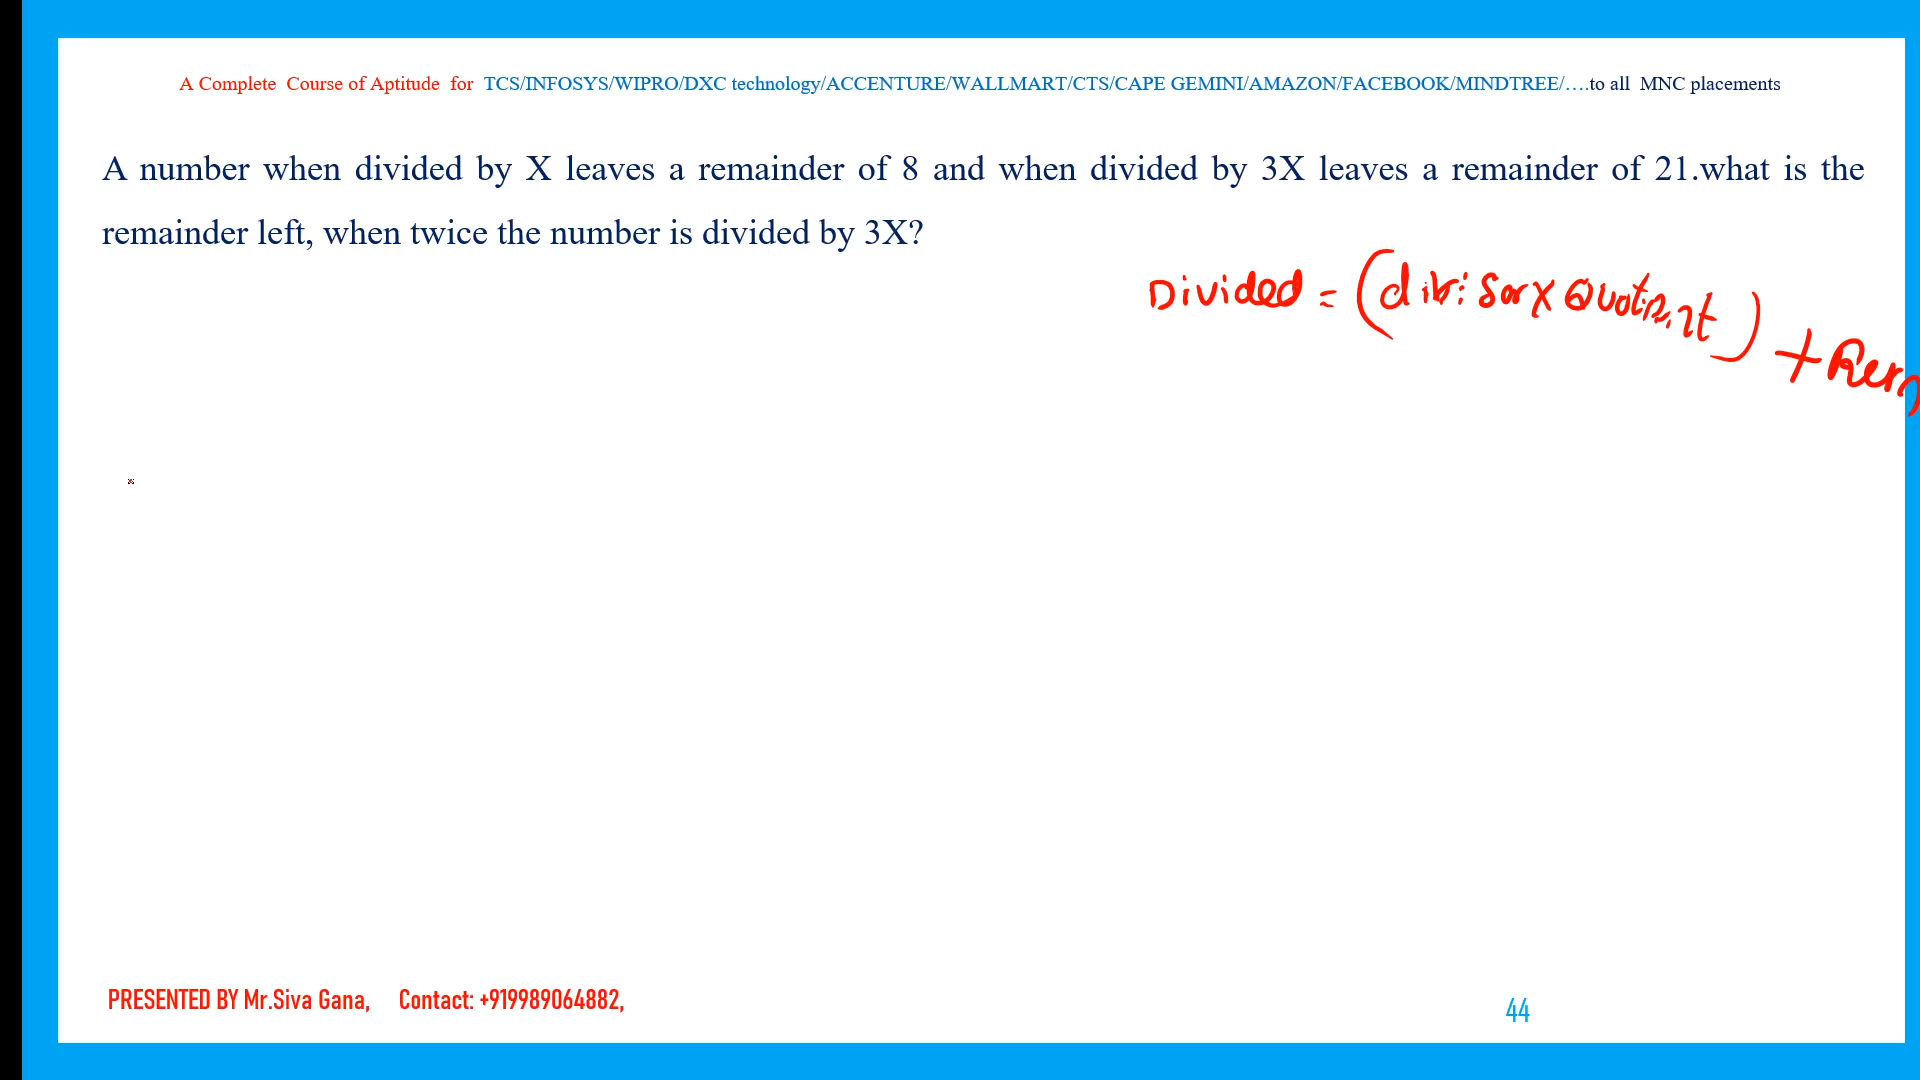 A Complete Course of Aptitude for TCS/INFOSYS/WIPRO/DXC technology/ACCENTURE/WALLMART/CTS/CAPE GEMINI/AMAZON/FACEBOOK/MINDTREE/....to all MNC placements
A number when divided by X leaves a remainder of 8 and when divided by 3X leaves a remainder of 21.what is the
remainder left, when twice the number is divided by 3X?
Divided = (divisor x Quotient) + Rem
PRESENTED BY Mr.Siva Gana, Contact: +919989064882,
44